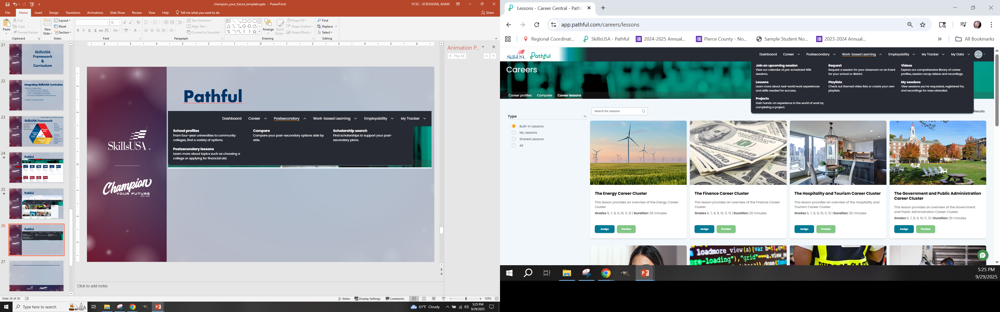 champion_your_future_template.pptx - PowerPoint
PCSC - SCROGGINS, ADAM
File Home Insert Design Transitions Animations Slide Show Review View Help Tell me what you want to do Share
Paste
Cut
Copy
Format Painter
Clipboard
New
Slide
Layout
Reset
Section
Slides
18
B I U S abc AV Aa A
Font
Text Direction
Align Text
Convert to SmartArt
Paragraph
Arrange
Quick
Styles
Shape Fill
Shape Outline
Shape Effects
Drawing
Find
Replace
Select
Editing
21
SkillsUSA
Framework
&
Curriculum
22
Integrating SkillsUSA Curriculum
23
SkillsUSA Framework
24
Pathful
25
Pathful
26
Pathful
27
SkillsUSA
Champion
YOUR FUTURE
2025-2026
Pathful
Dashboard Career Postsecondary Work-based Learning Employability My Tracker
School profiles
From four-year universities to community
colleges, find a variety of options.
Compare
Compare your post-secondary options side by
side.
Scholarship search
Find scholarships to support your post-
secondary plans.
Postsecondary lessons
Learn more about topics such as choosing a
college or applying for financial aid.
Animation P...
Play All
Click to add notes
Slide 26 of 30
Notes Display Settings Comments 105%
Type here to search
61°F Cloudy
5:25 PM
9/29/2025
Lessons - Career Central - Pathf
app.pathful.com/careers/lessons
Regional Coordinat... SkillsUSA - Pathful 2024-2025 Annual... Pierce County - No... Sample Student No... 2023-2024 Annual... All Bookmarks
SkillsUSA Pathful
Dashboard Career Postsecondary Work-based Learning Employability My Tracker My Data
Careers
Career profiles Compare Career lessons
Join an upcoming session
View our calendar of pre-scheduled WBL
sessions.
Request
Request a session for your classroom or an Event
for your school or district.
Videos
Explore our comprehensive library of career
profiles, session recap videos and recordings.
Lessons
Learn more about real-world work experiences
and skills needed for success.
Playlists
Check out themed video lists or create your own
playlists.
My sessions
View sessions you've requested, registered for,
and recordings for ones attended.
Projects
Gain hands-on experience in the world of work by
completing a project.
Results
Type
Built-in Lessons
My Lessons
Shared Lessons
All
Search for Lessons
The Energy Career Cluster
This lesson provides an overview of the Energy Career
Cluster.
Grades 6, 7, 8, 9, 10, 11, 12 | Duration: 30 minutes
Assign Preview
The Finance Career Cluster
This lesson provides an overview of the Finance Career
Cluster.
Grades 6, 7, 8, 9, 10, 11, 12 | Duration: 20 minutes
Assign Preview
The Hospitality and Tourism Career Cluster
This lesson provides an overview of the Hospitality and
Tourism Career Cluster.
Grades 6, 7, 8, 9, 10, 11, 12 | Duration: 20 minutes
Assign Preview
The Government and Public Administration
Career Cluster
This lesson provides an overview of the Government
and Public Administration Career Cluster.
Grades 6, 7, 8, 9, 10, 11, 12 | Duration: 20 minutes
Assign Preview
5:25 PM
9/29/2025